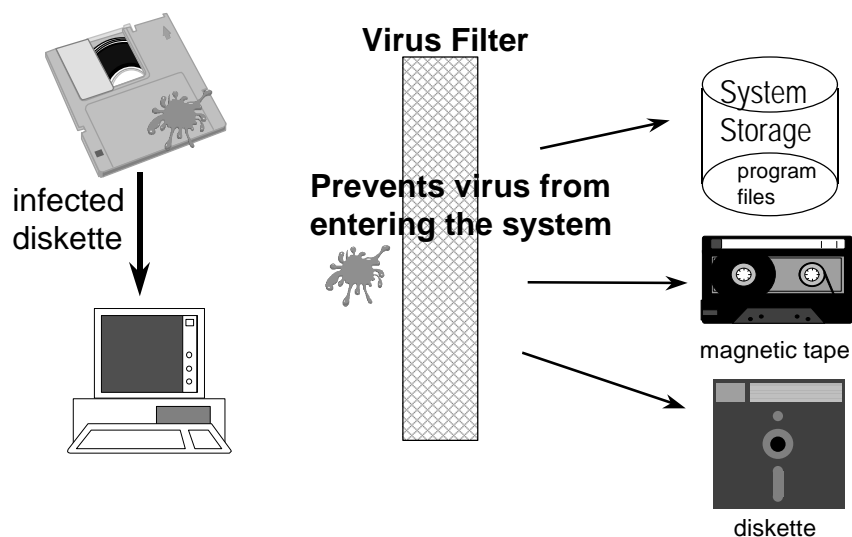 Virus Filter
infected
diskette
Prevents virus from
entering the system
System
Storage
program
files
magnetic tape
diskette